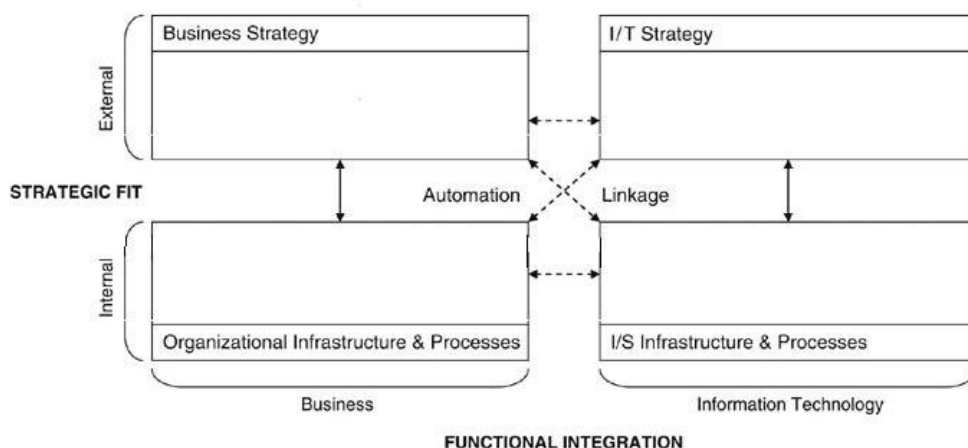 Business Strategy
I/T Strategy
External
STRATEGIC FIT
Automation
Linkage
Internal
Organizational Infrastructure & Processes
I/S Infrastructure & Processes
Business
Information Technology
FUNCTIONAL INTEGRATION